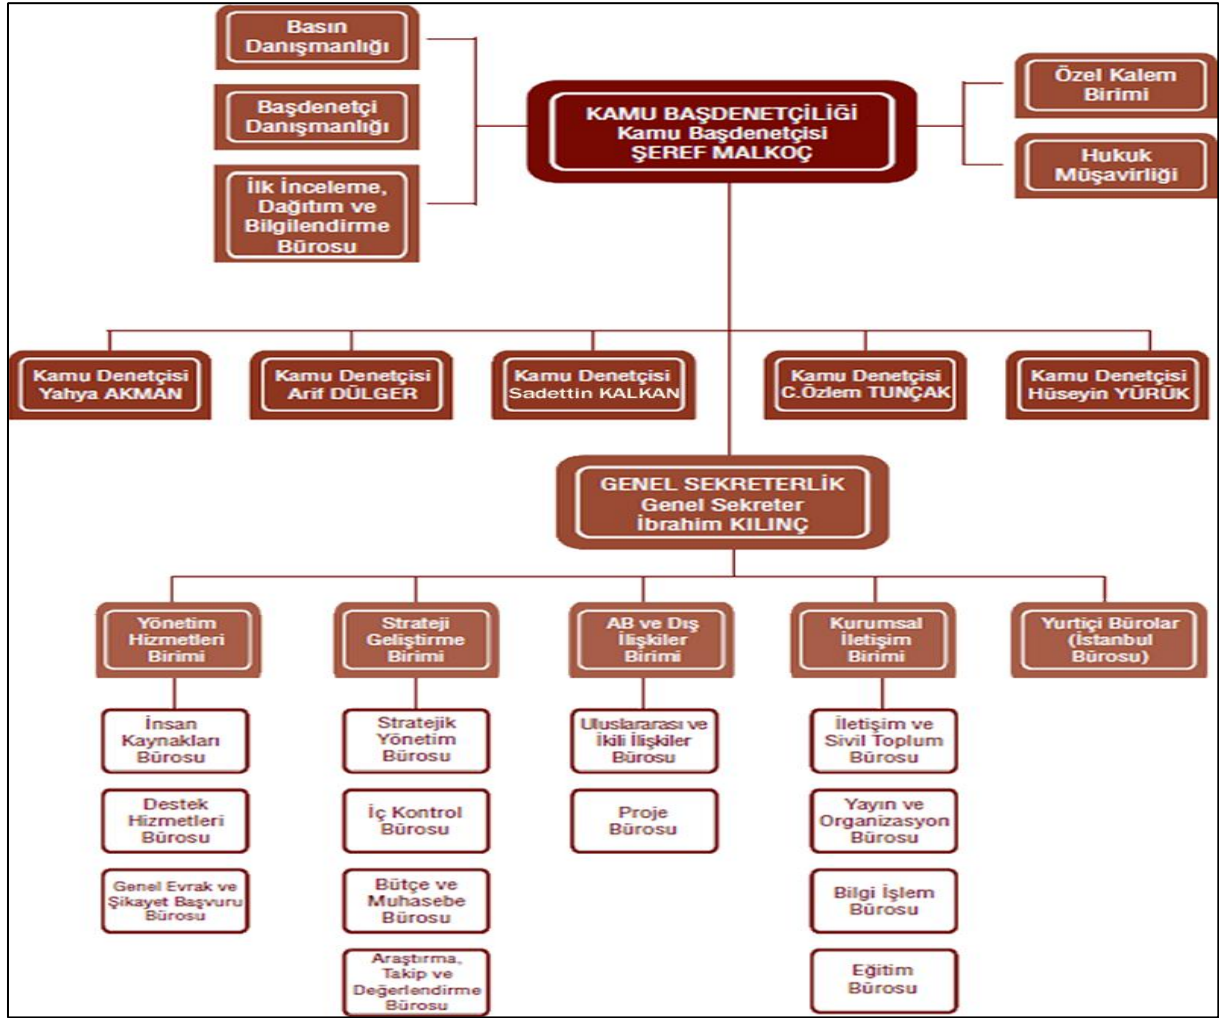 Basın
Danışmanlığı
Başdenetçi
Danışmanlığı
İlk İnceleme,
Dağıtım ve
Bilgilendirme
Bürosu
KAMU BAŞDENETÇİLİĞİ
Kamu Başdenetçisi
ŞEREF MALKOÇ
Özel Kalem
Birimi
Hukuk
Müşavirliği
Kamu Denetçisi
Yahya AKMAN
Kamu Denetçisi
Arif DÜLGER
Kamu Denetçisi
Sadettin KALKAN
Kamu Denetçisi
C.Özlem TUNÇAK
Kamu Denetçisi
Hüseyin YÜRÜK
GENEL SEKRETERLİK
Genel Sekreter
İbrahim KILINÇ
Yönetim
Hizmetleri
Birimi
Strateji
Geliştirme
Birimi
AB ve Dış
İlişkiler
Birimi
Kurumsal
İletişim
Birimi
Yurtiçi Bürolar
(İstanbul
Bürosu)
İnsan
Kaynakları
Bürosu
Destek
Hizmetleri
Bürosu
Genel Evrak ve
Şikayet Başvuru
Bürosu
Stratejik
Yönetim
Bürosu
İç Kontrol
Bürosu
Bütçe ve
Muhasebe
Bürosu
Araştırma,
Takip ve
Değerlendirme
Bürosu
Uluslararası ve
İkili İlişkiler
Bürosu
Proje
Bürosu
İletişim ve
Sivil Toplum
Bürosu
Yayın ve
Organizasyon
Bürosu
Bilgi İşlem
Bürosu
Eğitim
Bürosu